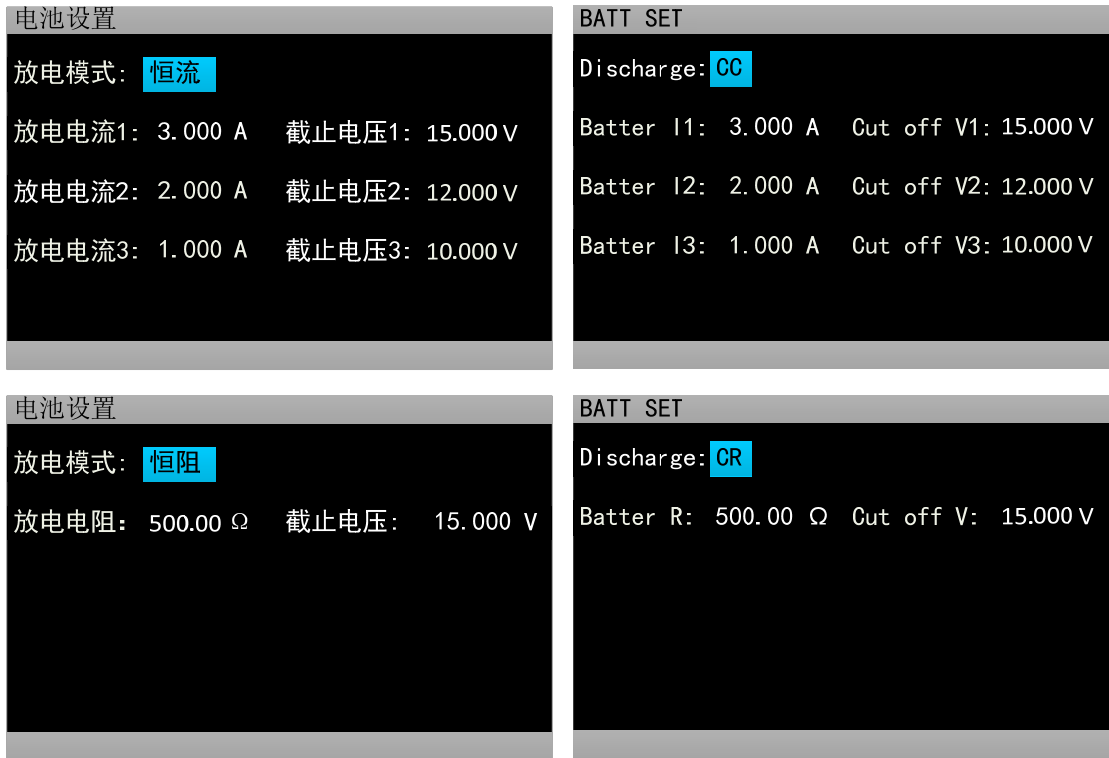 电池设置
放电模式: 恒流
放电电流1: 3.000 A 截止电压1: 15.000 V
放电电流2: 2.000 A 截止电压2: 12.000 V
放电电流3: 1.000 A 截止电压3: 10.000 V
BATT SET
Discharge: CC
Batter I1: 3.000 A Cut off V1: 15.000 V
Batter I2: 2.000 A Cut off V2: 12.000 V
Batter I3: 1.000 A Cut off V3: 10.000 V
电池设置
放电模式: 恒阻
放电电阻: 500.00 Ω 截止电压: 15.000 V
BATT SET
Discharge: CR
Batter R: 500.00 Ω Cut off V: 15.000 V